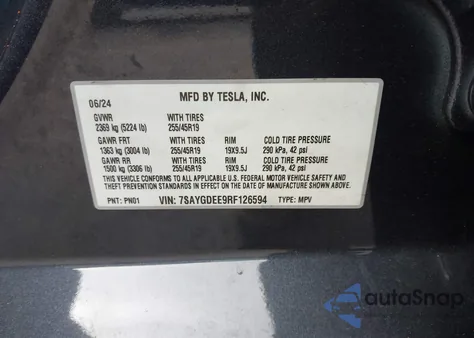 06/24 MFD BY TESLA, INC.
GVWR WITH TIRES
2369 kg (5224 lb) 255/45R19
GAWR FRT WITH TIRES RIM COLD TIRE PRESSURE
1363 kg (3004 lb) 255/45R19 19X9.5J 290 kPa, 42 psi
GAWR RR WITH TIRES RIM COLD TIRE PRESSURE
1500 kg (3306 lb) 255/45R19 19X9.5J 290 kPa, 42 psi
THIS VEHICLE CONFORMS TO ALL APPLICABLE U.S. FEDERAL MOTOR VEHICLE SAFETY AND
THEFT PREVENTION STANDARDS IN EFFECT ON THE DATE OF MANUFACTURE SHOWN ABOVE.
PNT: PN01 VIN: 7SAYGDEE9RF126594 TYPE: MPV
autoSnap